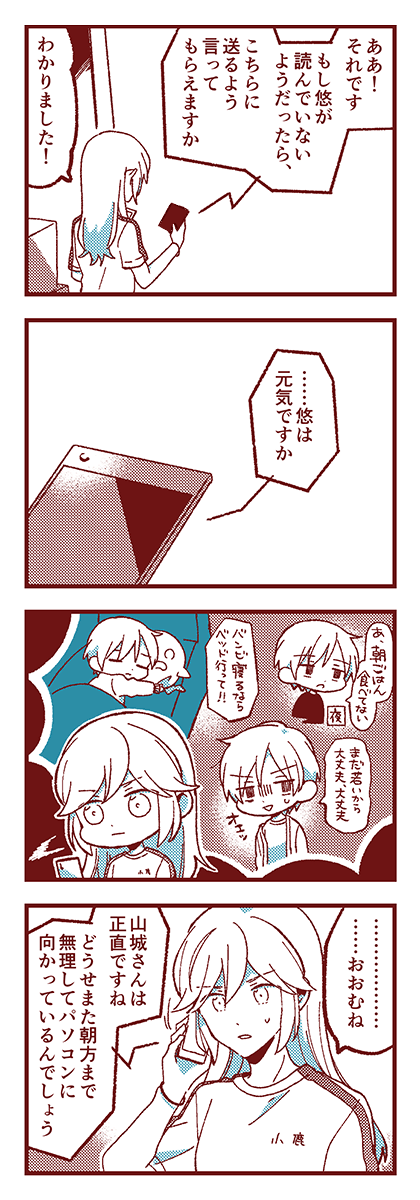 ああ！
それです
もし悠が
読んでいない
ようだったら、
こちらに
送るよう
言って
もらえますか
わかりました！
……悠は
元気ですか
あ、朝ごはん
食べてない
夜
まだ若いから
大丈夫、大丈夫
オエッ
パンこ 寝るなら
ベッド行って!!
小鹿
…………
………おおむね
山城さんは
正直ですね
どうせまた朝方まで
無理してパソコンに
向かっているんでしょう
小鹿